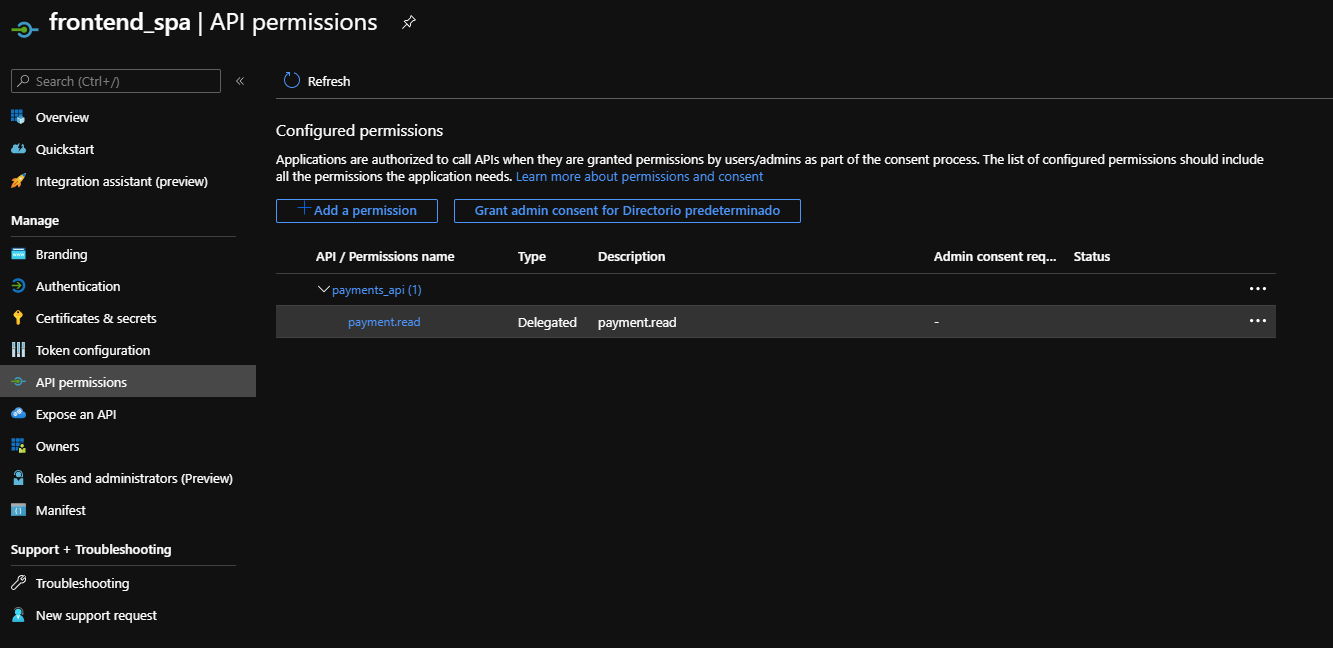 frontend_spa | API permissions
Search (Ctrl+/)
«
Overview
Quickstart
Integration assistant (preview)
Manage
Branding
Authentication
Certificates & secrets
Token configuration
API permissions
Expose an API
Owners
Roles and administrators (Preview)
Manifest
Support + Troubleshooting
Troubleshooting
New support request
Refresh
Configured permissions
Applications are authorized to call APIs when they are granted permissions by users/admins as part of the consent process. The list of configured permissions should include
all the permissions the application needs. Learn more about permissions and consent
+ Add a permission
Grant admin consent for Directorio predeterminado
API / Permissions name Type Description Admin consent req... Status
payments_api (1) ...
payment.read Delegated payment.read - ...